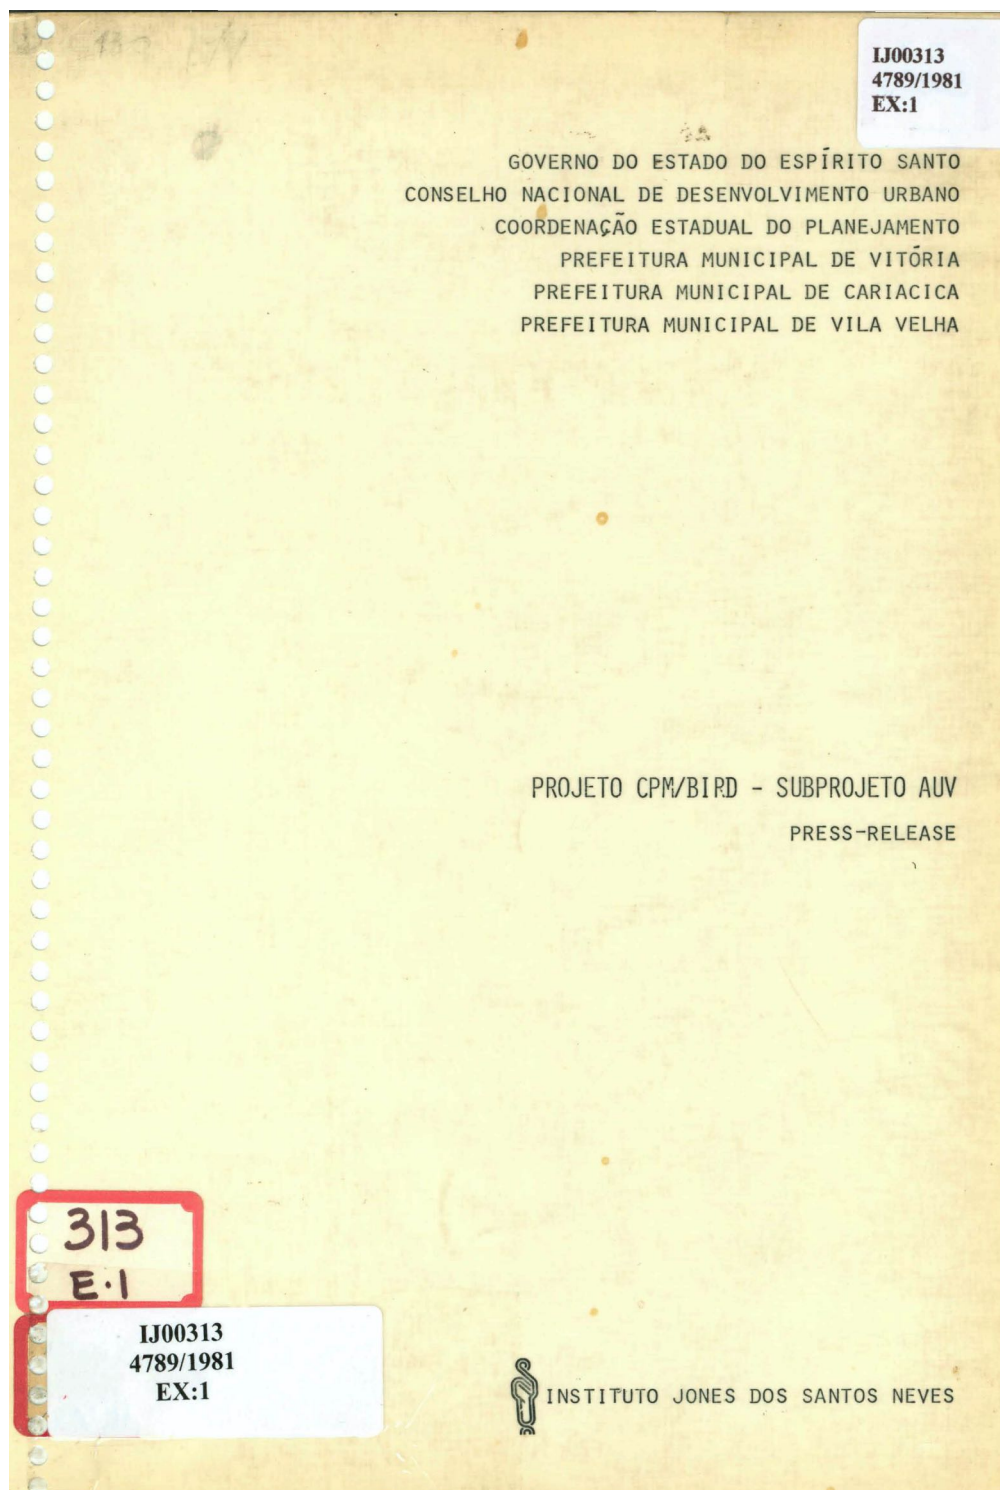 IJ00313
4789/1981
EX:1
GOVERNO DO ESTADO DO ESPÍRITO SANTO
CONSELHO NACIONAL DE DESENVOLVIMENTO URBANO
COORDENAÇÃO ESTADUAL DO PLANEJAMENTO
PREFEITURA MUNICIPAL DE VITÓRIA
PREFEITURA MUNICIPAL DE CARIACICA
PREFEITURA MUNICIPAL DE VILA VELHA
PROJETO CPM/BIRD - SUBPROJETO AUV
PRESS-RELEASE
313
E.1
IJ00313
4789/1981
EX:1
INSTITUTO JONES DOS SANTOS NEVES